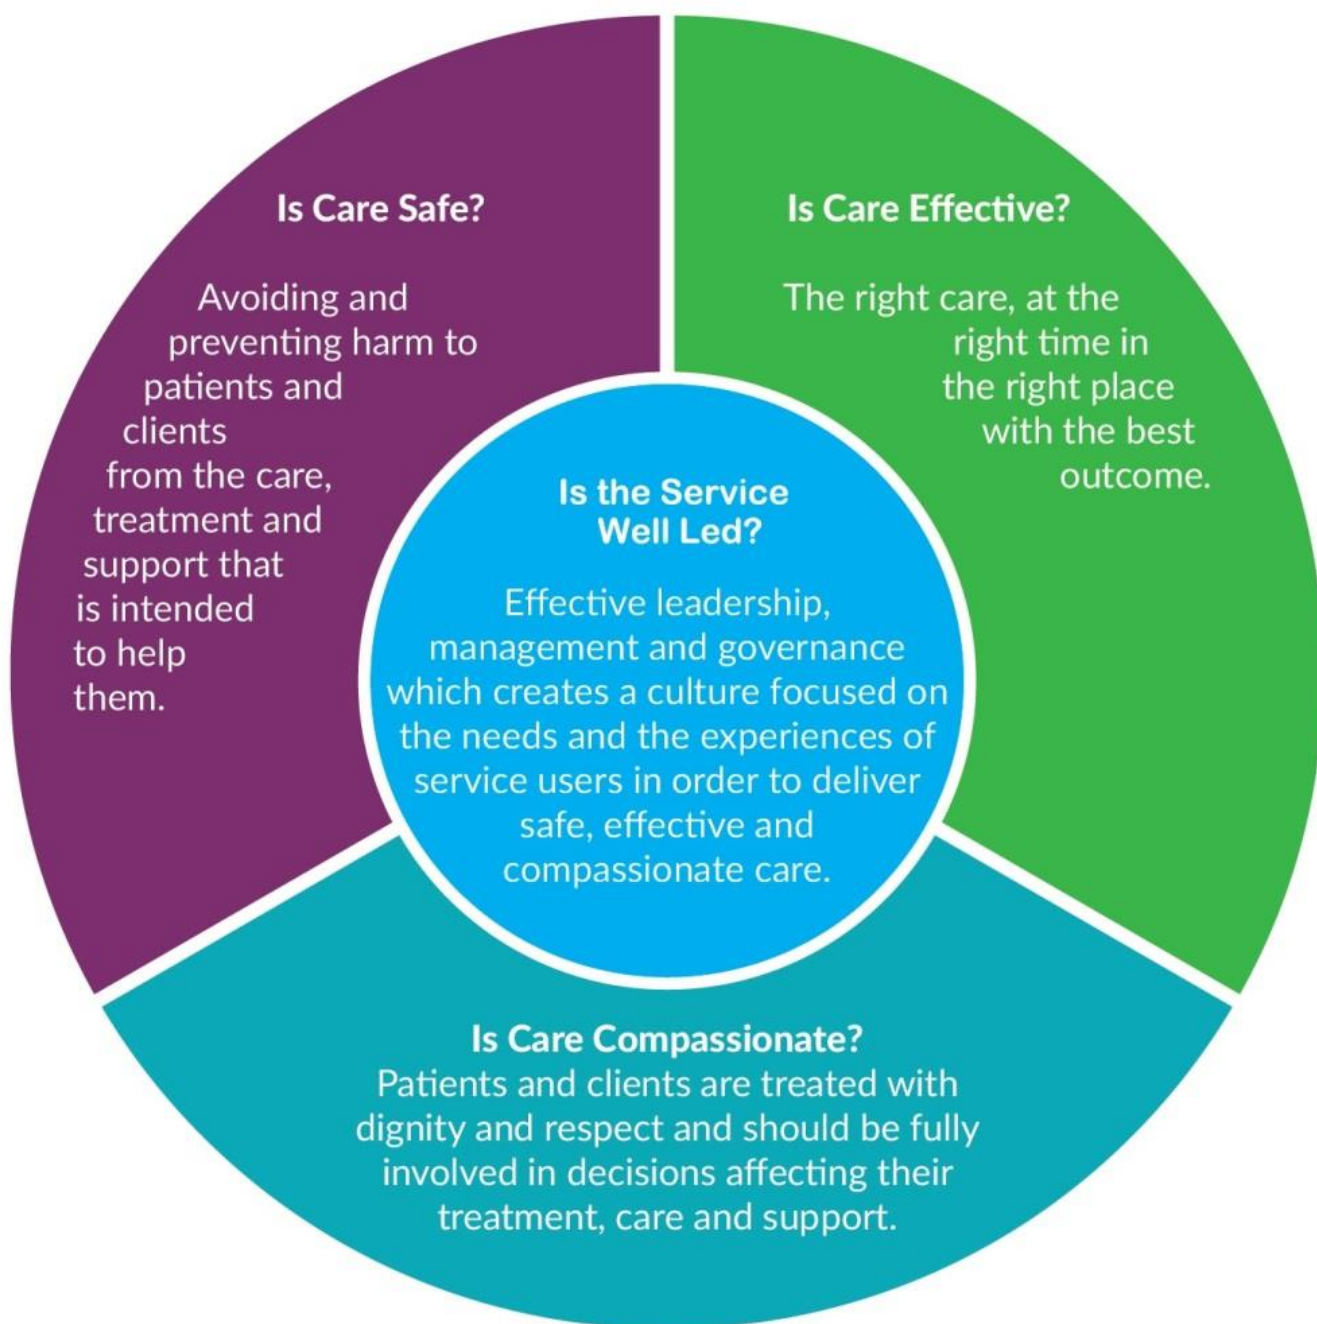 Is Care Safe?
Avoiding and
preventing harm to
patients and
clients
from the care,
treatment and
support that
is intended
to help
them.
Is Care Effective?
The right care, at the
right time in
the right place
with the best
outcome.
Is the Service
Well Led?
Effective leadership,
management and governance
which creates a culture focused on
the needs and the experiences of
service users in order to deliver
safe, effective and
compassionate care.
Is Care Compassionate?
Patients and clients are treated with
dignity and respect and should be fully
involved in decisions affecting their
treatment, care and support.